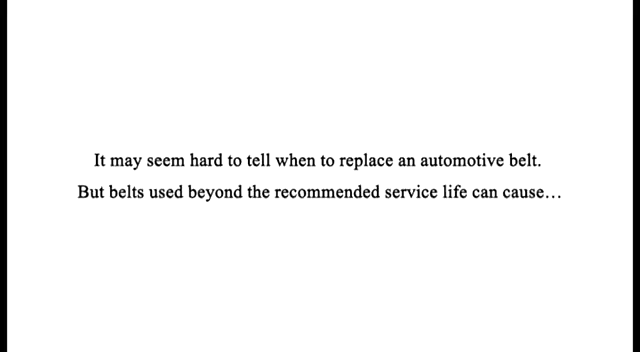 It may seem hard to tell when to replace an automotive belt.
But belts used beyond the recommended service life can cause…